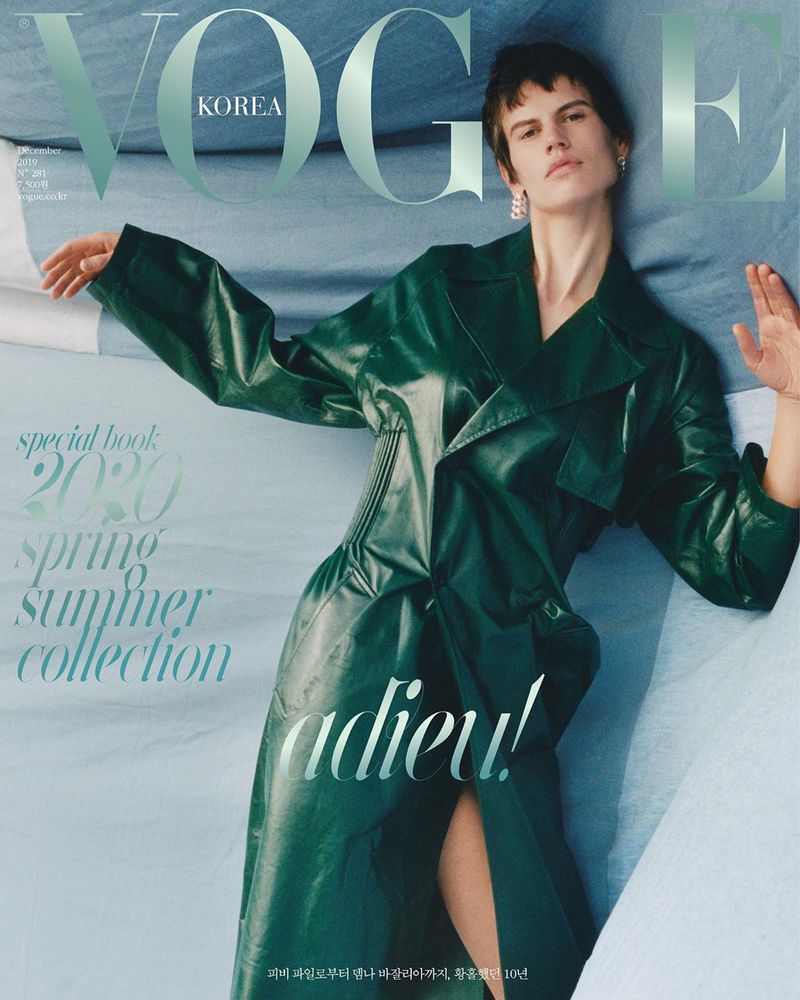 ®
VOGUE
KOREA
December
2019
N° 281
7,500원
vogue.co.kr
special book
2020
spring
summer
collection
adieu!
피비 파일로부터 뎀나 바잘리아까지, 황홀했던 10년